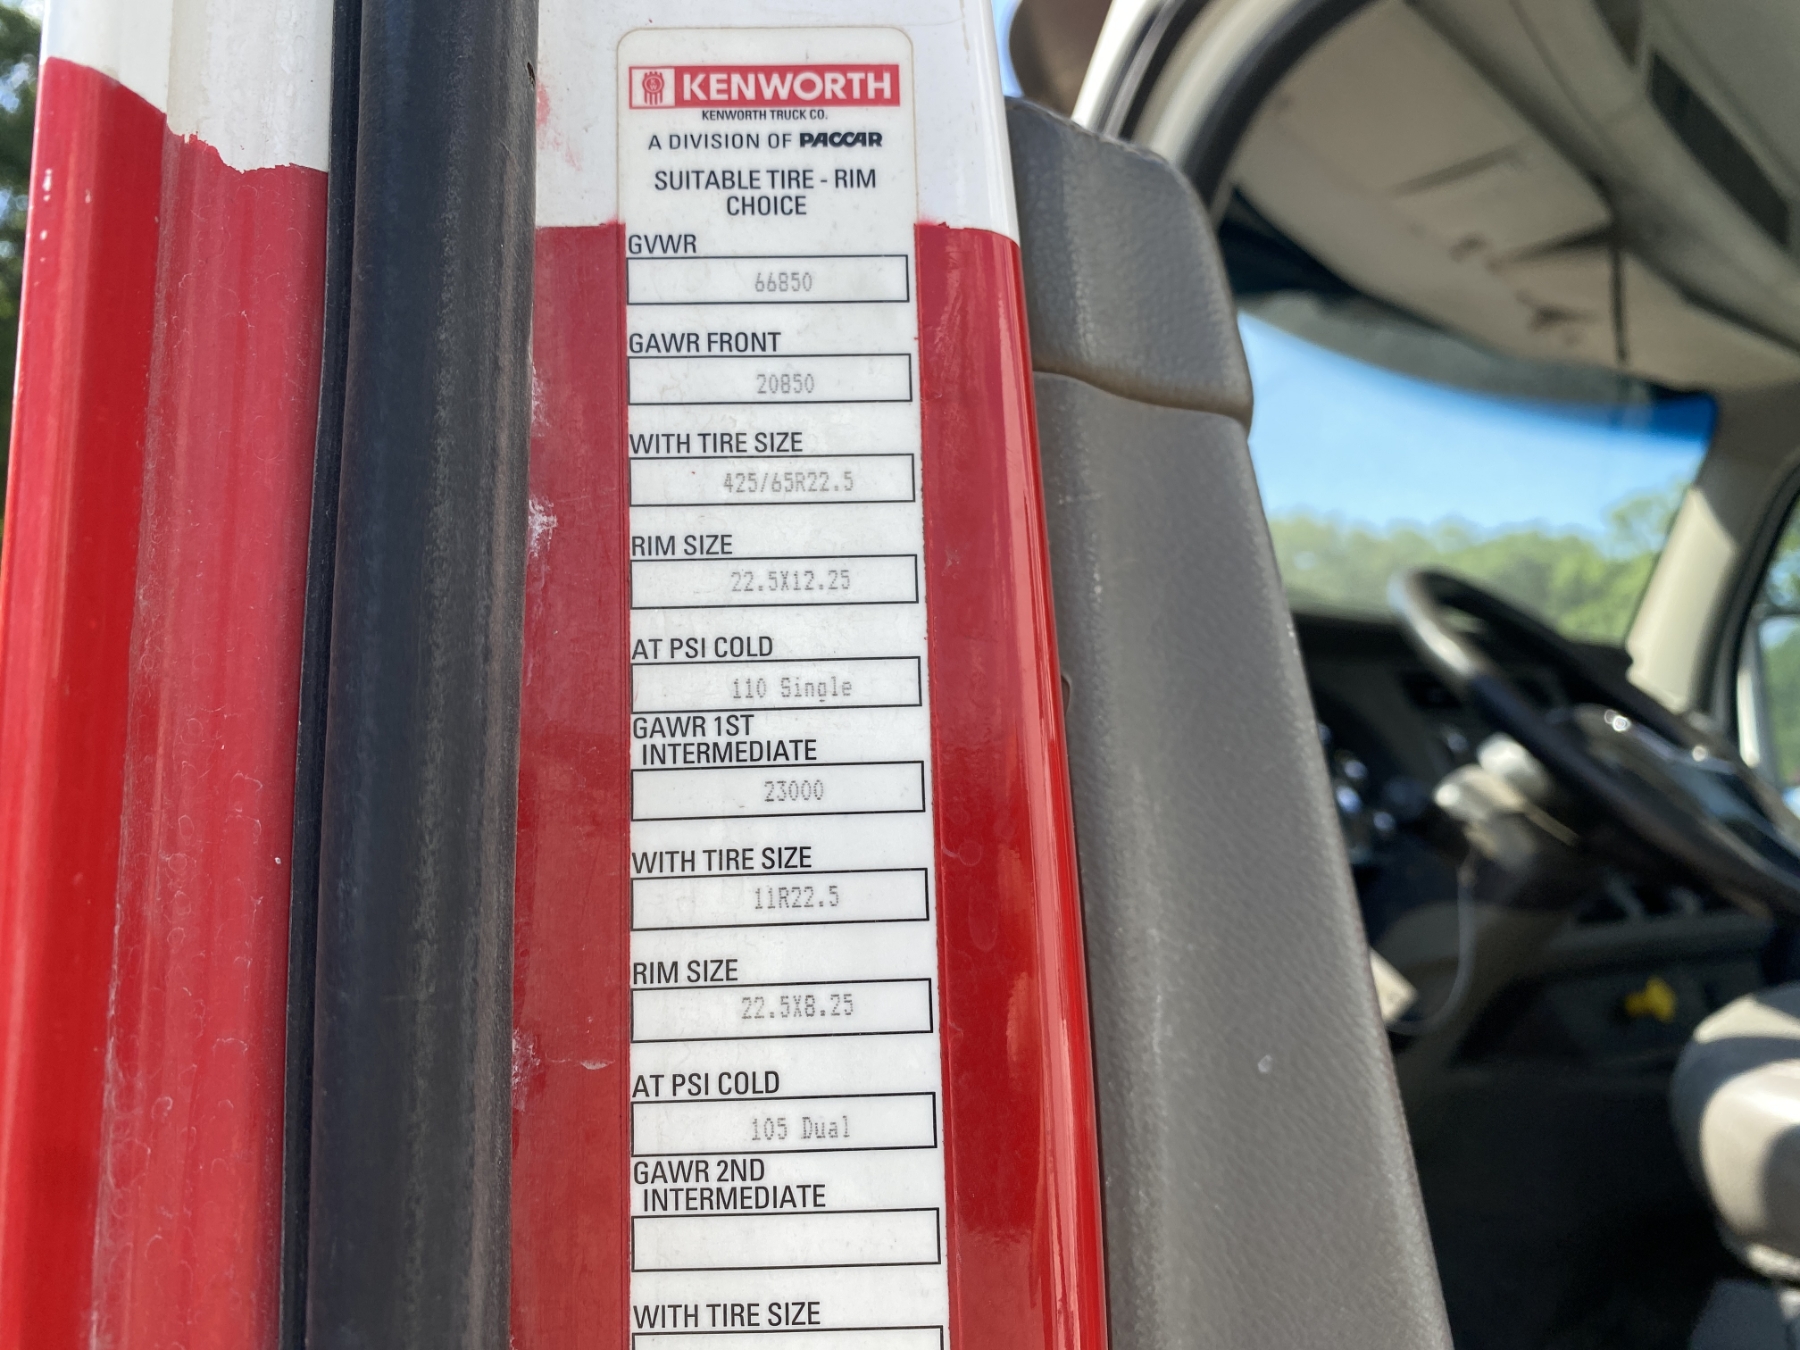 KENWORTH
KENWORTH TRUCK CO.
A DIVISION OF PACCAR
SUITABLE TIRE - RIM
CHOICE
GVWR
66850
GAWR FRONT
20850
WITH TIRE SIZE
425/65R22.5
RIM SIZE
22.5X12.25
AT PSI COLD
110 Single
GAWR 1ST
INTERMEDIATE
23000
WITH TIRE SIZE
11R22.5
RIM SIZE
22.5X8.25
AT PSI COLD
105 Dual
GAWR 2ND
INTERMEDIATE
WITH TIRE SIZE